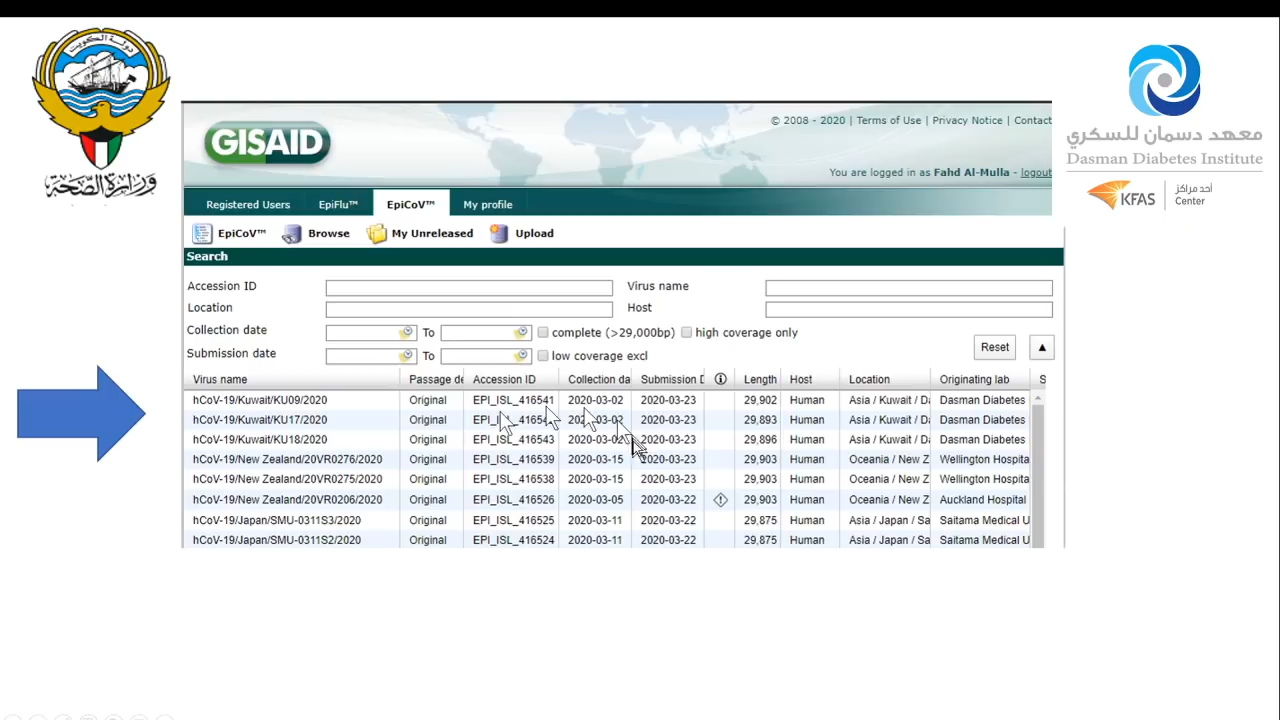 دولة الكويت
وزارة الصحة
معهد دسمان للسكري
Dasman Diabetes Institute
KFAS
أحد مراكز
Center
GISAID
© 2008 - 2020 | Terms of Use | Privacy Notice | Contact
You are logged in as Fahd Al-Mulla - logout
Registered Users EpiFlu™ EpiCoV™ My profile
EpiCoV™ Browse My Unreleased Upload
Search
Accession ID Virus name
Location Host
Collection date To complete (>29,000bp) high coverage only
Submission date To low coverage excl
Reset ▲
Virus name Passage de Accession ID Collection da Submission D Length Host Location Originating lab S
hCoV-19/Kuwait/KU09/2020 Original EPI_ISL_416541 2020-03-02 2020-03-23 29,902 Human Asia / Kuwait / Da Dasman Diabetes
hCoV-19/Kuwait/KU17/2020 Original 2020-03-23 29,893 Human Asia / Kuwait / Da Dasman Diabetes
hCoV-19/Kuwait/KU18/2020 Original EPI_ISL_416543 2020-03-02 2020-03-23 29,896 Human Asia / Kuwait / Da Dasman Diabetes
hCoV-19/New Zealand/20VR0276/2020 Original EPI_ISL_416539 2020-03-15 2020-03-23 29,903 Human Oceania / New Z Wellington Hospita
hCoV-19/New Zealand/20VR0275/2020 Original EPI_ISL_416538 2020-03-15 2020-03-23 29,903 Human Oceania / New Z Wellington Hospita
hCoV-19/New Zealand/20VR0206/2020 Original EPI_ISL_416526 2020-03-05 2020-03-22 29,903 Human Oceania / New Z Auckland Hospital
hCoV-19/Japan/SMU-0311S3/2020 Original EPI_ISL_416525 2020-03-11 2020-03-22 29,875 Human Asia / Japan / Sa Saitama Medical U
hCoV-19/Japan/SMU-0311S2/2020 Original EPI_ISL_416524 2020-03-11 2020-03-22 29,875 Human Asia / Japan / Sa Saitama Medical U